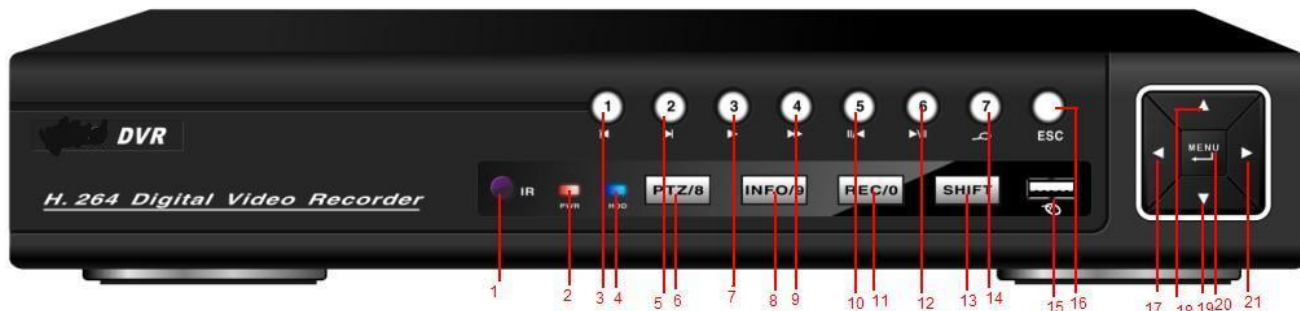 1 2 3 4 5 6 7
ESC
DVR
MENU
H. 264 Digital Video Recorder
IR
PWR
HDD
PTZ/8
INFO/9
REC/0
SHIFT
1 2 3 4 5 6 7 8 9 10 11 12 13 14 15 16 17 18 19 20 21